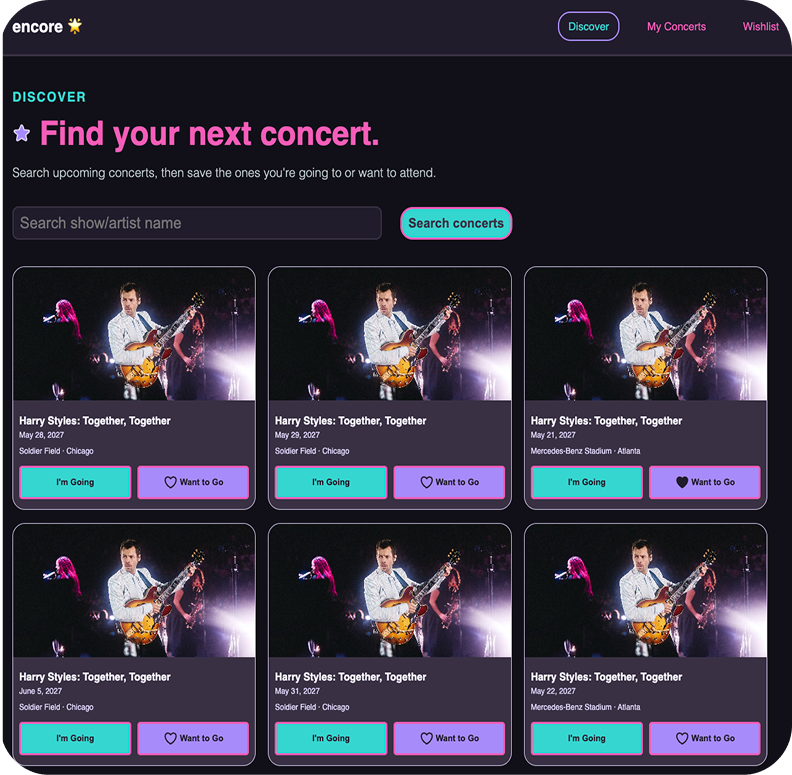 encore 🌟
Discover
My Concerts
Wishlist
DISCOVER
Find your next concert.
Search upcoming concerts, then save the ones you're going to or want to attend.
Search show/artist name
Search concerts
Harry Styles: Together, Together
May 28, 2027
Soldier Field · Chicago
I'm Going
Want to Go
Harry Styles: Together, Together
May 29, 2027
Soldier Field · Chicago
I'm Going
Want to Go
Harry Styles: Together, Together
May 21, 2027
Mercedes-Benz Stadium · Atlanta
I'm Going
Want to Go
Harry Styles: Together, Together
June 5, 2027
Soldier Field · Chicago
I'm Going
Want to Go
Harry Styles: Together, Together
May 31, 2027
Soldier Field · Chicago
I'm Going
Want to Go
Harry Styles: Together, Together
May 22, 2027
Mercedes-Benz Stadium · Atlanta
I'm Going
Want to Go